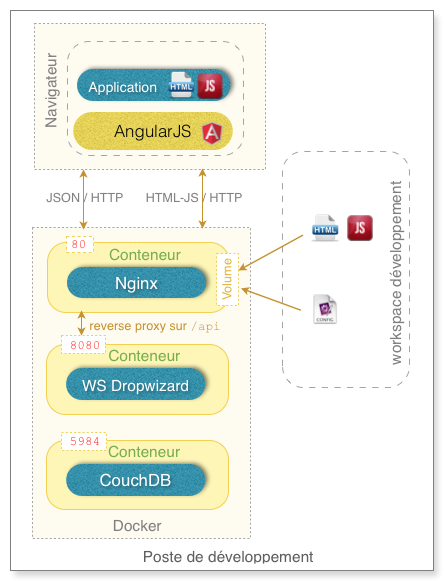 Navigateur
Application
HTML
JS
AngularJS
A
JSON / HTTP
HTML-JS / HTTP
workspace développement
HTML
JS
CONFIG
80
Conteneur
Nginx
Volume
reverse proxy sur /api
8080
Conteneur
WS Dropwizard
5984
Conteneur
CouchDB
Docker
Poste de développement